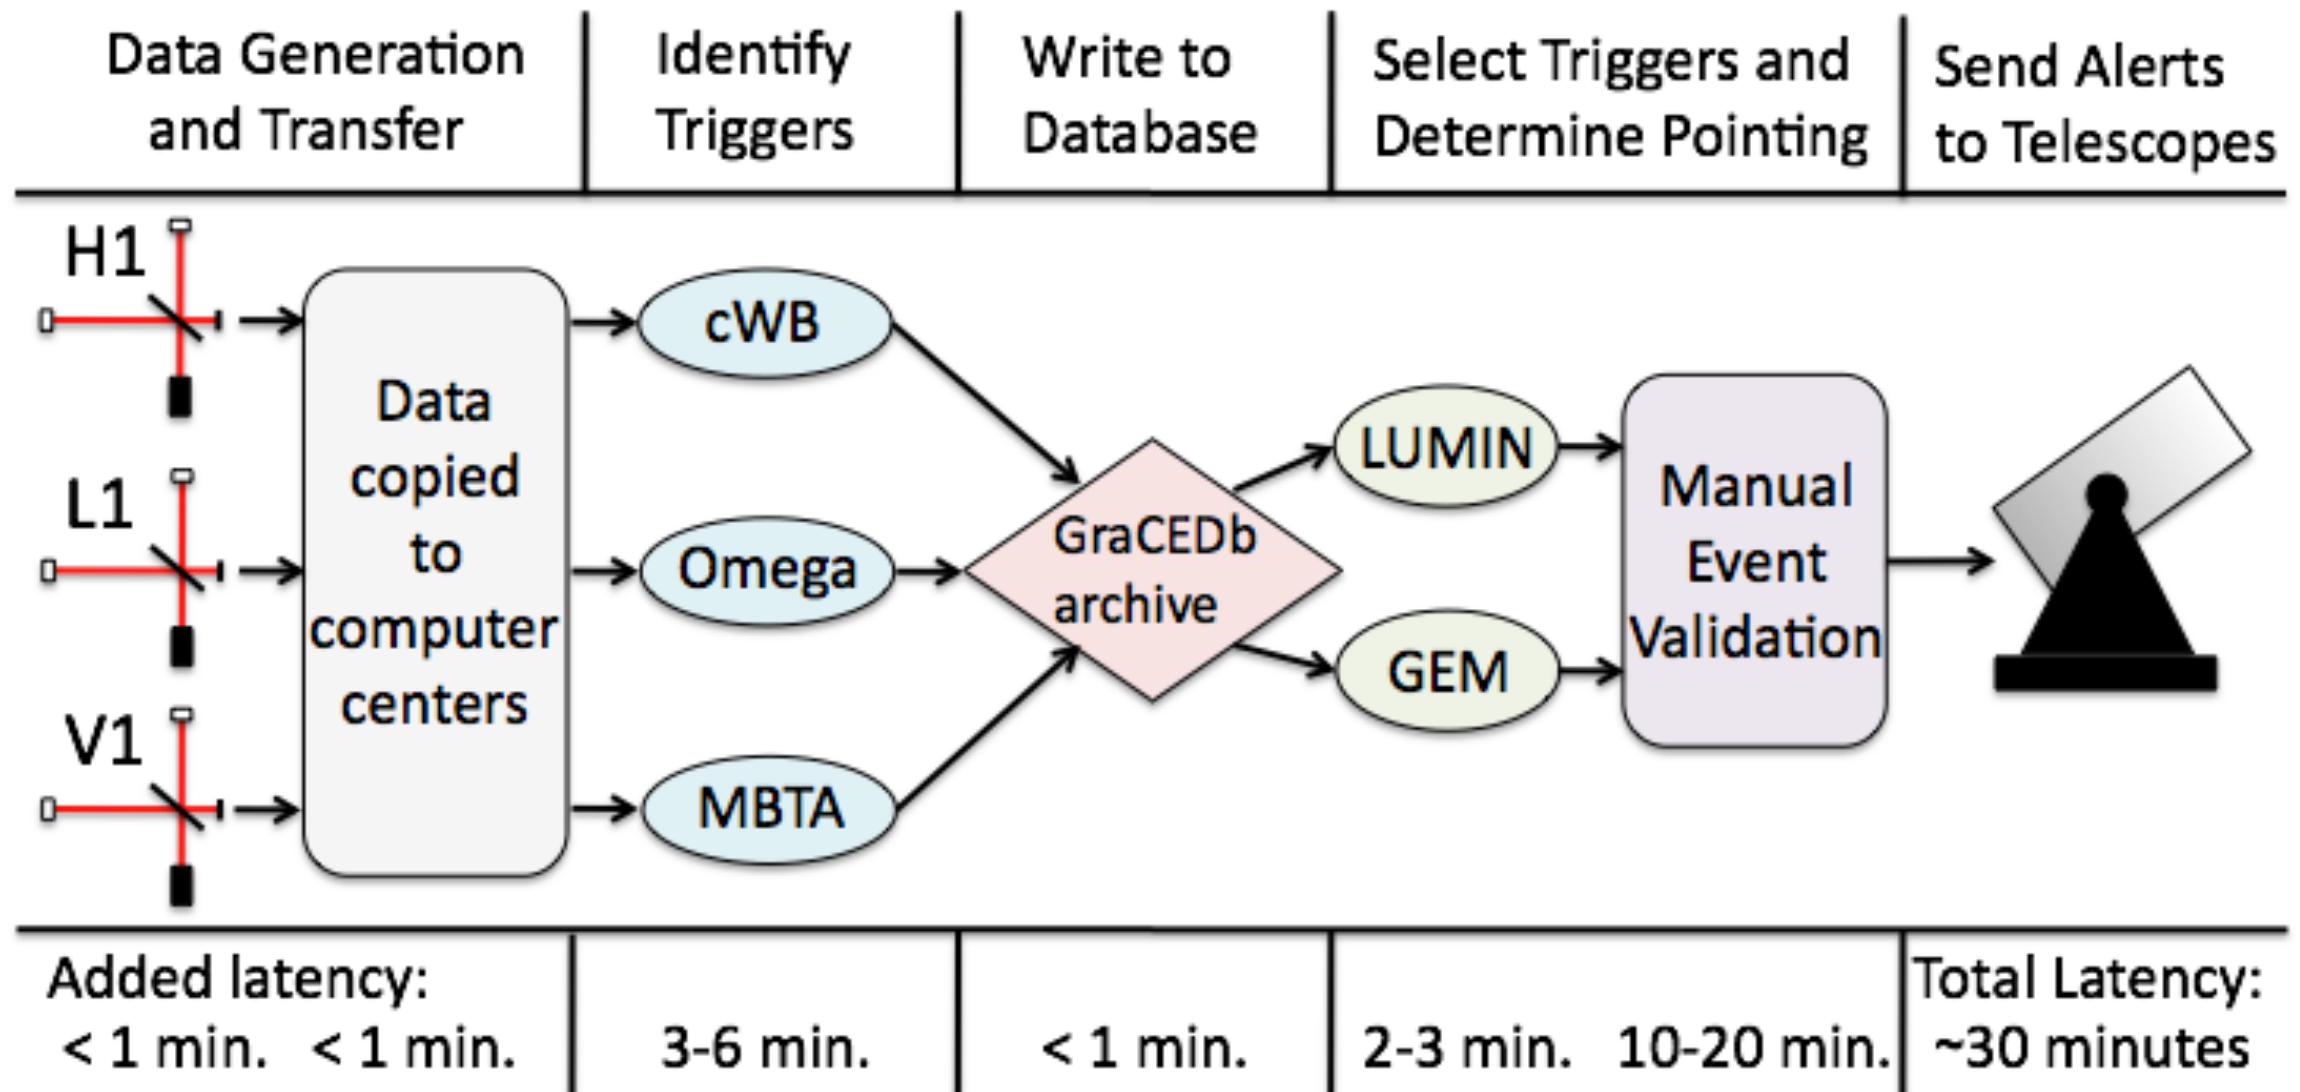 Data Generation
and Transfer
Identify
Triggers
Write to
Database
Select Triggers and
Determine Pointing
Send Alerts
to Telescopes
H1
L1
V1
Data
copied
to
computer
centers
cWB
Omega
MBTA
GraCEDb
archive
LUMIN
GEM
Manual
Event
Validation
Added latency:
< 1 min.
< 1 min.
3-6 min.
< 1 min.
2-3 min.
10-20 min.
Total Latency:
~30 minutes